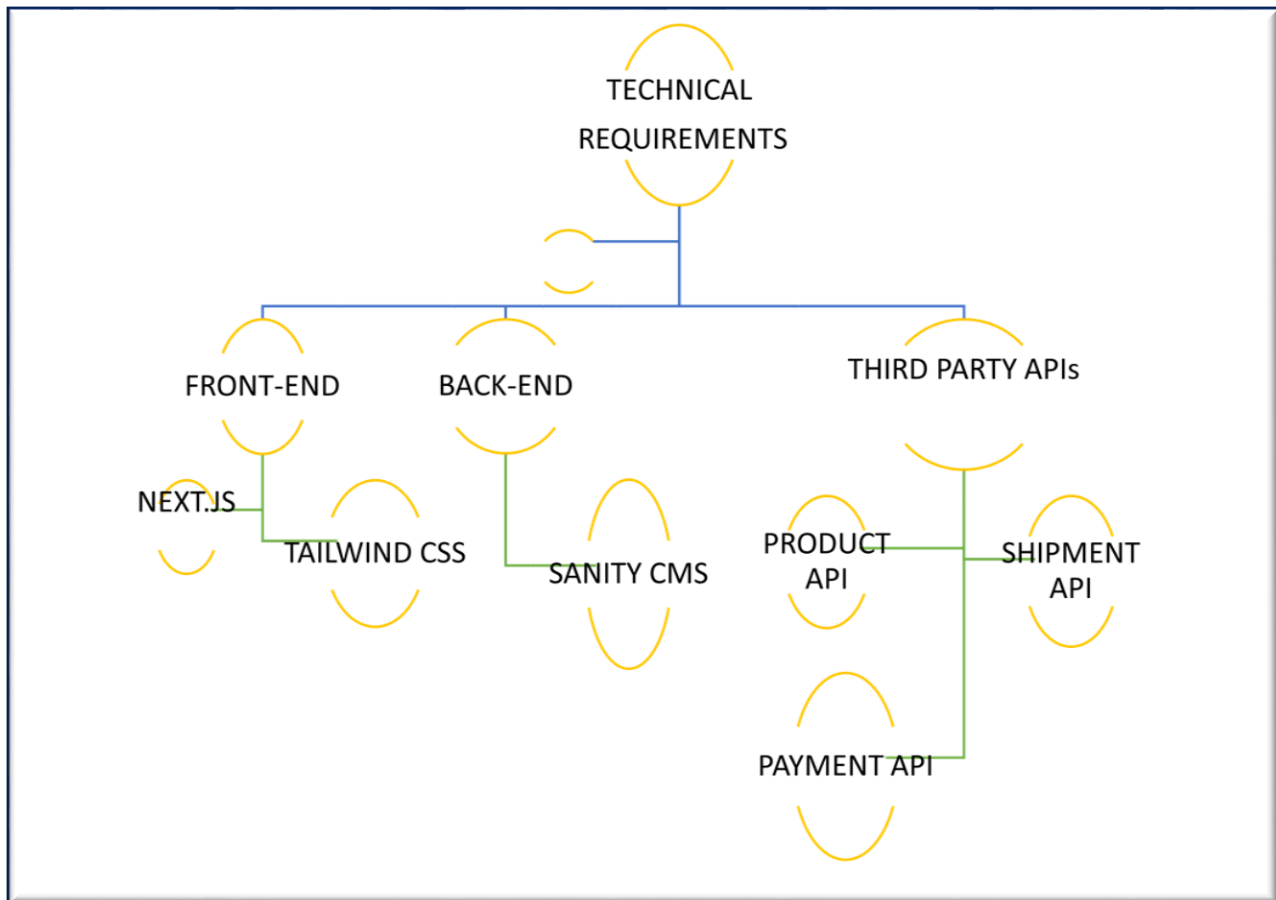 TECHNICAL
REQUIREMENTS
FRONT-END
BACK-END
THIRD PARTY APIs
NEXT.JS
TAILWIND CSS
SANITY CMS
PRODUCT
API
SHIPMENT
API
PAYMENT API